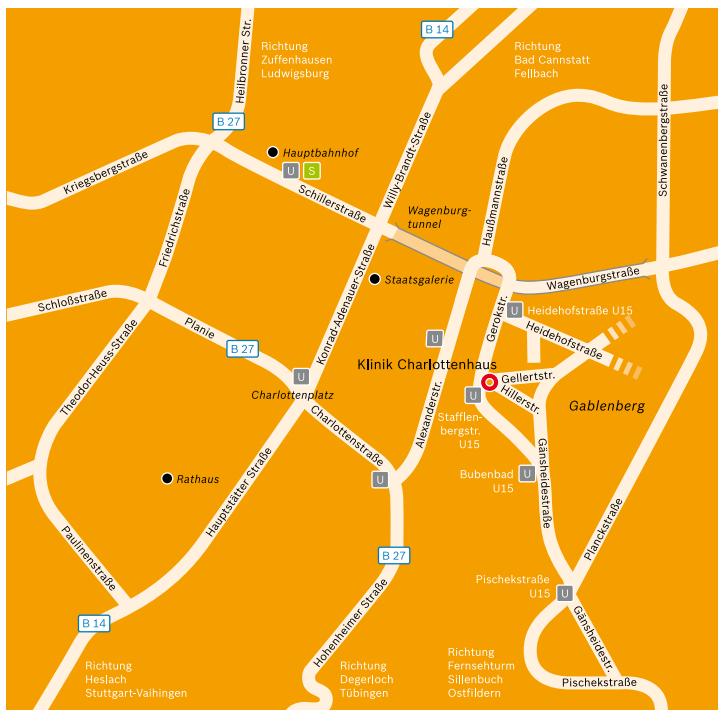 B 14
Richtung
Zuffenhausen
Ludwigsburg
Richtung
Bad Cannstatt
Fellbach
Heilbronner Str.
B 27
Hauptbahnhof
U
S
Kriegsbergstraße
Schillerstraße
Willy-Brandt-Straße
Haußmannstraße
Schwanenbergstraße
Friedrichstraße
Wagenburg-
tunnel
Wagenburgstraße
Staatsgalerie
Konrad-Adenauer-Straße
Schloßstraße
Planie
B 27
Gerokstr.
U
Heidehofstraße U15
Heidehofstraße
U
Theodor-Heuss-Straße
Klinik Charlottenhaus
Gellertstr.
Hillerstr.
U
Charlottenplatz
Alexanderstr.
U
Stafflen-
bergstr.
U15
Gablenberg
Charlottenstraße
U
Rathaus
Hauptstätter Straße
Bubenbad
U15
U
Gänsheidestraße
Planckstraße
Paulinenstraße
B 27
Hohenheimer Straße
Pischekstraße
U15
U
Gänsheidestr.
B 14
Richtung
Heslach
Stuttgart-Vaihingen
Richtung
Degerloch
Tübingen
Richtung
Fernsehturm
Sillenbuch
Ostfildern
Pischekstraße